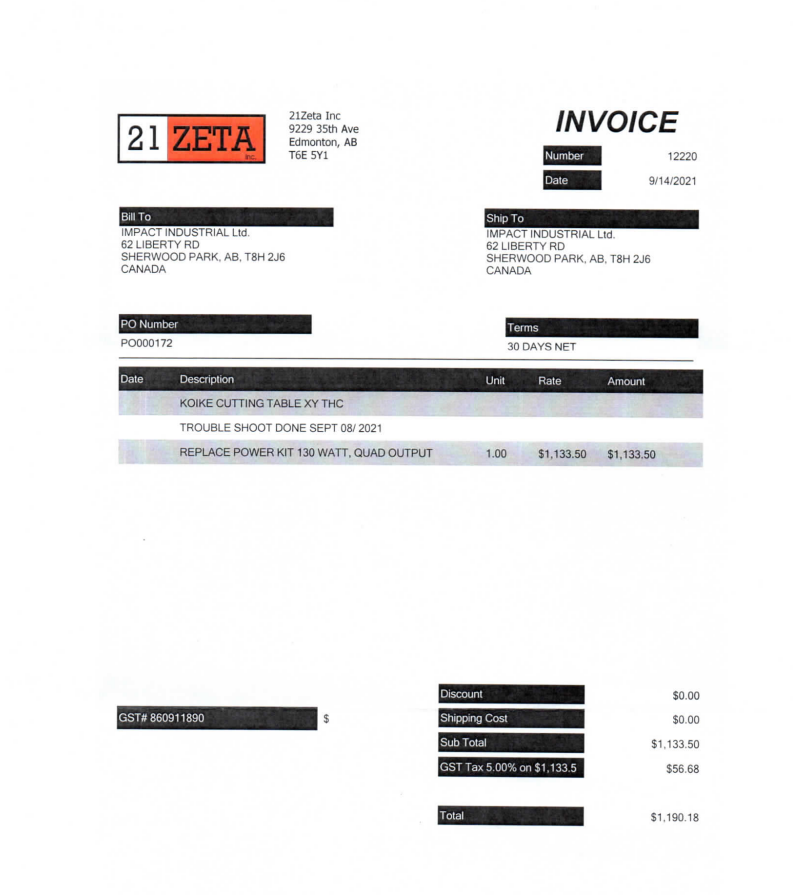 21 ZETA
Inc.
21Zeta Inc
9229 35th Ave
Edmonton, AB
T6E 5Y1
INVOICE
Number 12220
Date 9/14/2021
Bill To
IMPACT INDUSTRIAL Ltd.
62 LIBERTY RD
SHERWOOD PARK, AB, T8H 2J6
CANADA
Ship To
IMPACT INDUSTRIAL Ltd.
62 LIBERTY RD
SHERWOOD PARK, AB, T8H 2J6
CANADA
PO Number
PO000172
Terms
30 DAYS NET
Date Description Unit Rate Amount
KOIKE CUTTING TABLE XY THC
TROUBLE SHOOT DONE SEPT 08/ 2021
REPLACE POWER KIT 130 WATT, QUAD OUTPUT 1.00 $1,133.50 $1,133.50
GST# 860911890 $
Discount $0.00
Shipping Cost $0.00
Sub Total $1,133.50
GST Tax 5.00% on $1,133.5 $56.68
Total $1,190.18